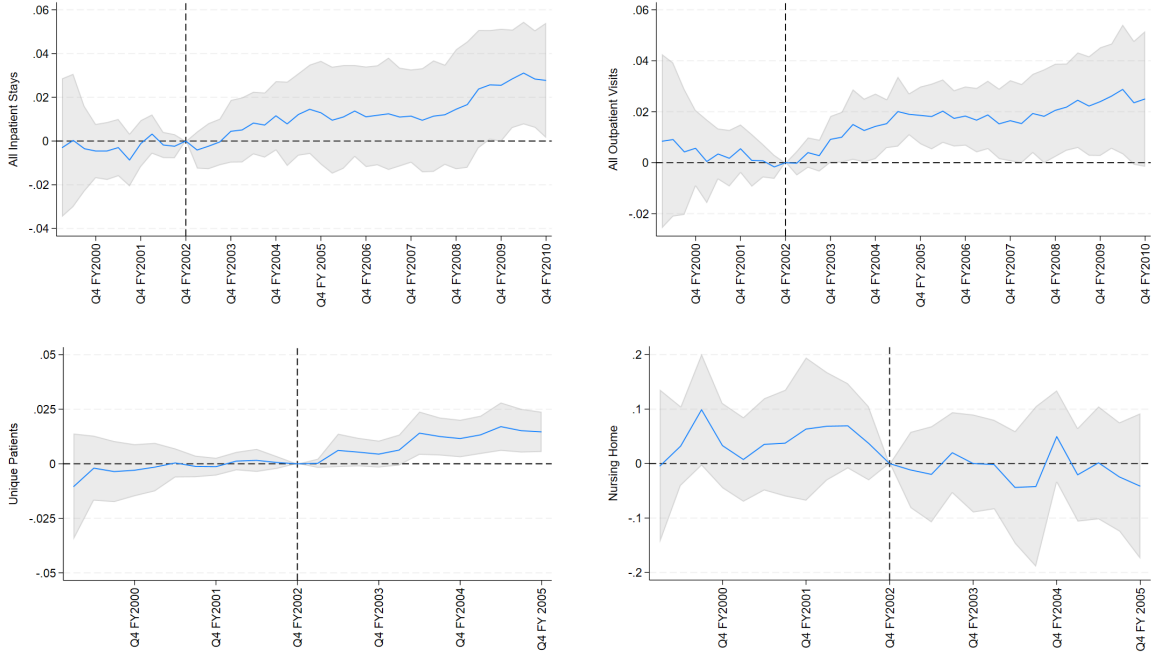 All Inpatient Stays
.06
.04
.02
0
-.02
-.04
Q4 FY2000
Q4 FY2001
Q4 FY2002
Q4 FY2003
Q4 FY2004
Q4 FY 2005
Q4 FY2006
Q4 FY2007
Q4 FY2008
Q4 FY2009
Q4 FY2010
All Outpatient Visits
.06
.04
.02
0
-.02
Q4 FY2000
Q4 FY2001
Q4 FY2002
Q4 FY2003
Q4 FY2004
Q4 FY 2005
Q4 FY2006
Q4 FY2007
Q4 FY2008
Q4 FY2009
Q4 FY2010
Unique Patients
.05
.025
0
-.025
-.05
Q4 FY2000
Q4 FY2001
Q4 FY2002
Q4 FY2003
Q4 FY2004
Q4 FY 2005
Nursing Home
.2
.1
0
-.1
-.2
Q4 FY2000
Q4 FY2001
Q4 FY2002
Q4 FY2003
Q4 FY2004
Q4 FY 2005